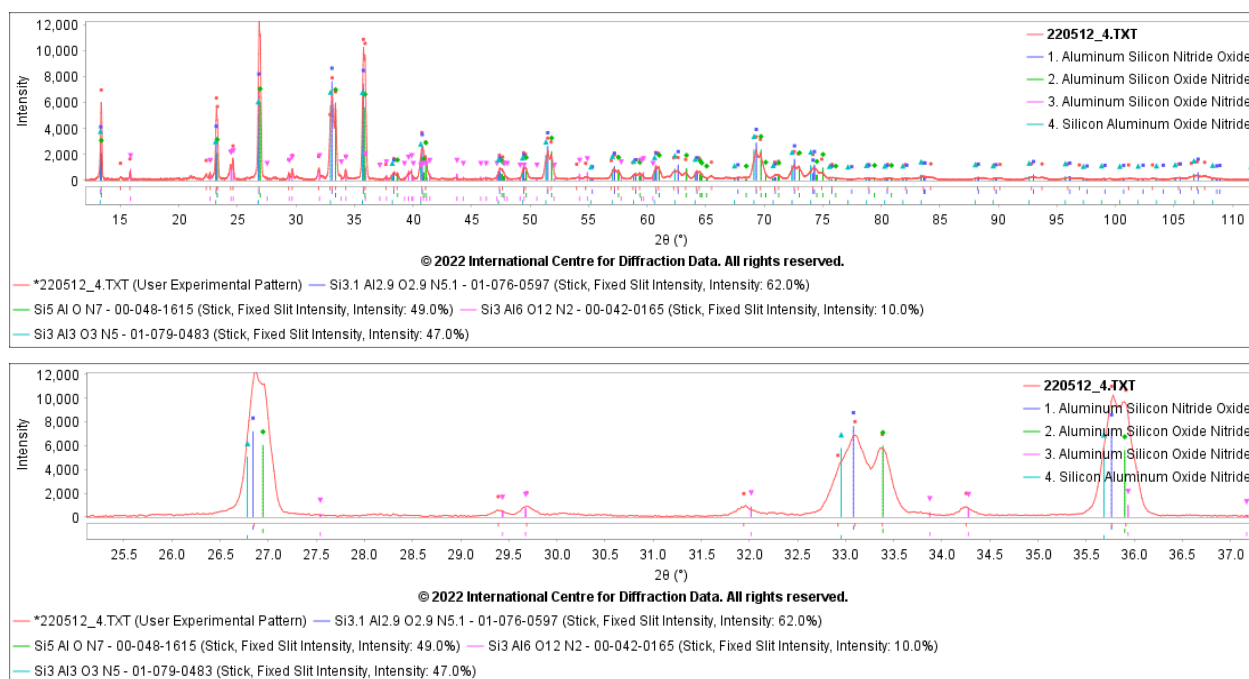 12,000
10,000
8,000
6,000
4,000
2,000
0
Intensity
15 20 25 30 35 40 45 50 55 60 65 70 75 80 85 90 95 100 105 110
2θ (°)
220512_4.TXT
1. Aluminum Silicon Nitride Oxide
2. Aluminum Silicon Oxide Nitride
3. Aluminum Silicon Oxide Nitride
4. Silicon Aluminum Oxide Nitride
© 2022 International Centre for Diffraction Data. All rights reserved.
*220512_4.TXT (User Experimental Pattern) Si3.1 Al2.9 O2.9 N5.1 - 01-076-0597 (Stick, Fixed Slit Intensity, Intensity: 62.0%)
Si5 Al O N7 - 00-048-1615 (Stick, Fixed Slit Intensity, Intensity: 49.0%) Si3 Al6 O12 N2 - 00-042-0165 (Stick, Fixed Slit Intensity, Intensity: 10.0%)
Si3 Al3 O3 N5 - 01-079-0483 (Stick, Fixed Slit Intensity, Intensity: 47.0%)
12,000
10,000
8,000
6,000
4,000
2,000
0
Intensity
25.5 26.0 26.5 27.0 27.5 28.0 28.5 29.0 29.5 30.0 30.5 31.0 31.5 32.0 32.5 33.0 33.5 34.0 34.5 35.0 35.5 36.0 36.5 37.0
2θ (°)
220512_4.TXT
1. Aluminum Silicon Nitride Oxide
2. Aluminum Silicon Oxide Nitride
3. Aluminum Silicon Oxide Nitride
4. Silicon Aluminum Oxide Nitride
© 2022 International Centre for Diffraction Data. All rights reserved.
*220512_4.TXT (User Experimental Pattern) Si3.1 Al2.9 O2.9 N5.1 - 01-076-0597 (Stick, Fixed Slit Intensity, Intensity: 62.0%)
Si5 Al O N7 - 00-048-1615 (Stick, Fixed Slit Intensity, Intensity: 49.0%) Si3 Al6 O12 N2 - 00-042-0165 (Stick, Fixed Slit Intensity, Intensity: 10.0%)
Si3 Al3 O3 N5 - 01-079-0483 (Stick, Fixed Slit Intensity, Intensity: 47.0%)